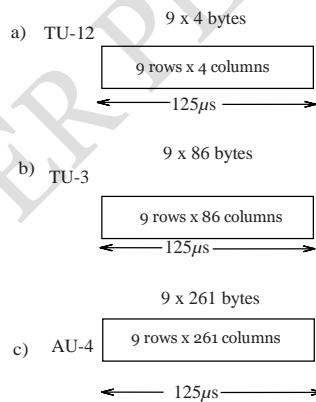 9 x 4 bytes
a) TU-12
9 rows x 4 columns
125µs
9 x 86 bytes
b) TU-3
9 rows x 86 columns
125µs
9 x 261 bytes
9 rows x 261 columns
c) AU-4
125µs